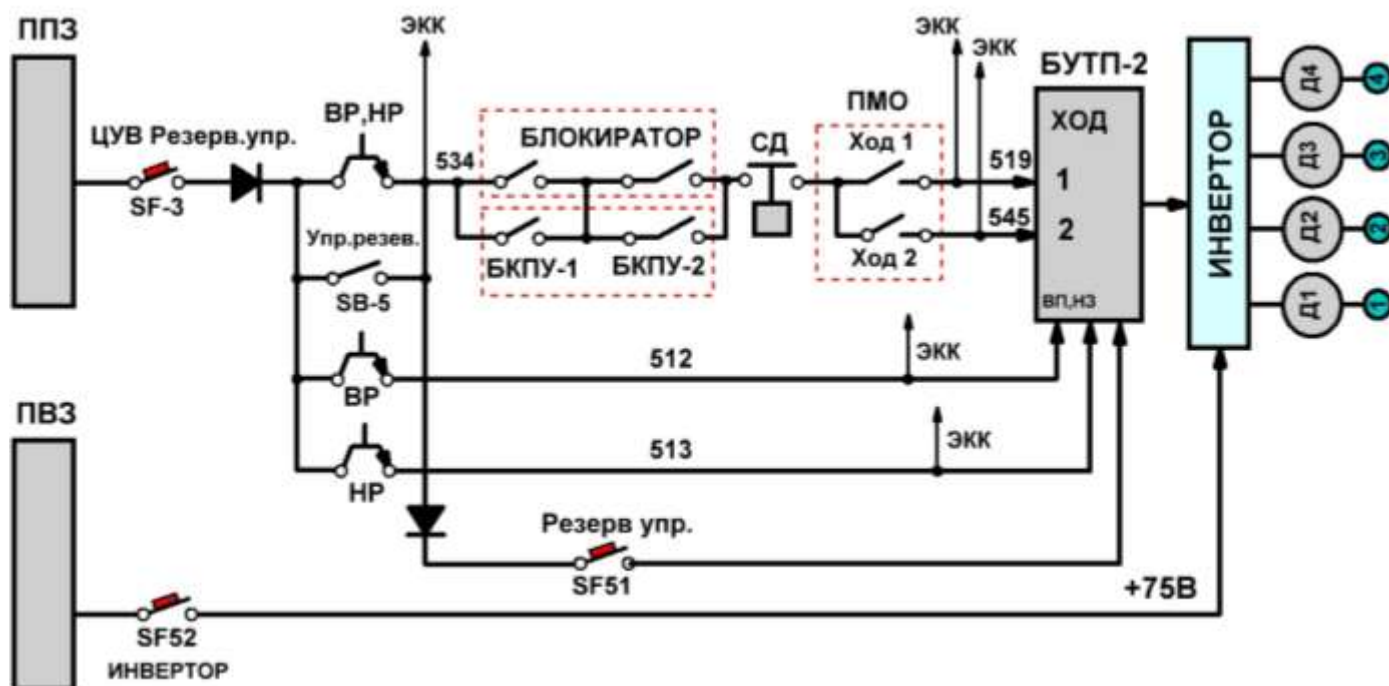 ППЗ
ЦУВ Резерв.упр.
SF-3
ВР,НР
ЭКК
534
БЛОКИРАТОР
БКПУ-1
БКПУ-2
СД
ПМО
Ход 1
Ход 2
ЭКК
ЭКК
519
545
БУТП-2
ХОД
1
2
ВП,НЗ
ИНВЕРТОР
Д4
4
Д3
3
Д2
2
Д1
1
Упр.резев.
SB-5
ВР
512
ЭКК
НР
513
ЭКК
Резерв упр.
SF51
ПВЗ
SF52
ИНВЕРТОР
+75В